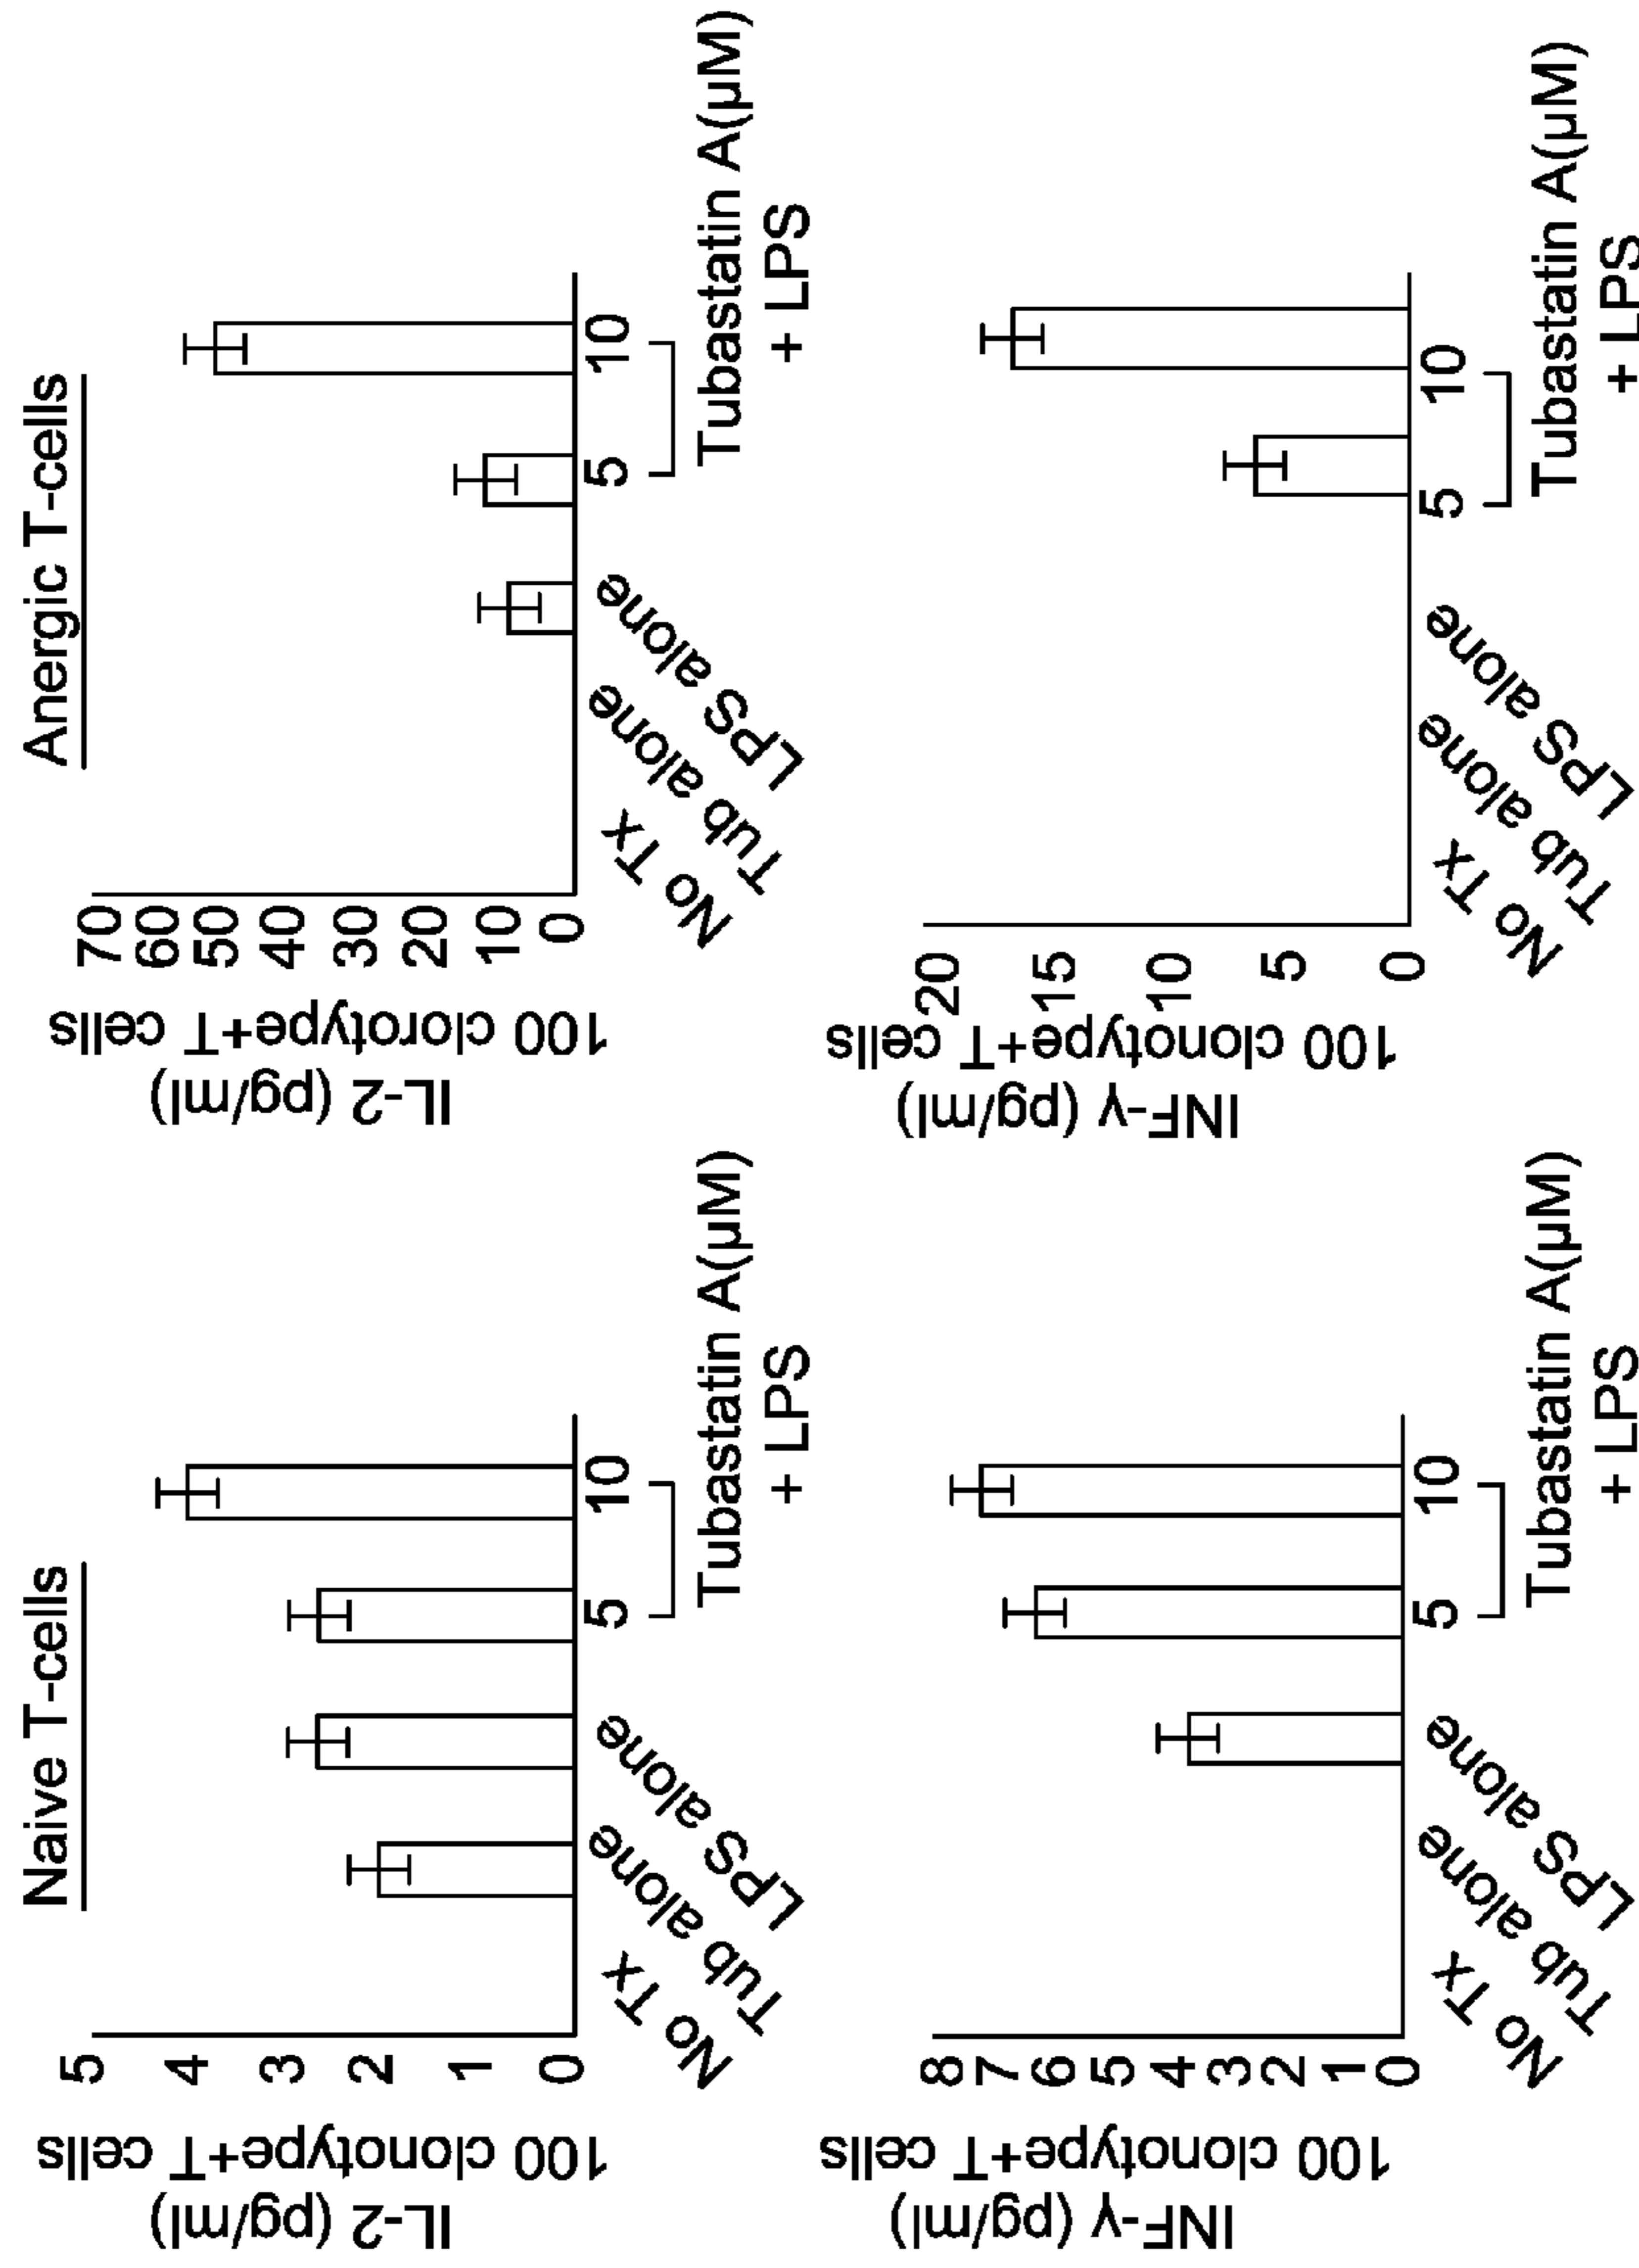 Naive T-cells
IL-2 (pg/ml)
100 clonotype+T cells
5
4
3
2
1
0
No Tx
Tub alone
LPS alone
5
10
Tubastatin A(μM)
+ LPS
Anergic T-cells
IL-2 (pg/ml)
100 clorotype+T cells
70
60
50
40
30
20
10
0
No Tx
Tub alone
LPS alone
5
10
Tubastatin A(μM)
+ LPS
INF-γ (pg/ml)
100 clonotype+T cells
8
7
6
5
4
3
2
1
0
No Tx
Tub alone
LPS alone
5
10
Tubastatin A(μM)
+ LPS
INF-γ (pg/ml)
100 clonotype+T cells
20
15
10
5
0
No Tx
Tub alone
LPS alone
5
10
Tubastatin A(μM)
+ LPS